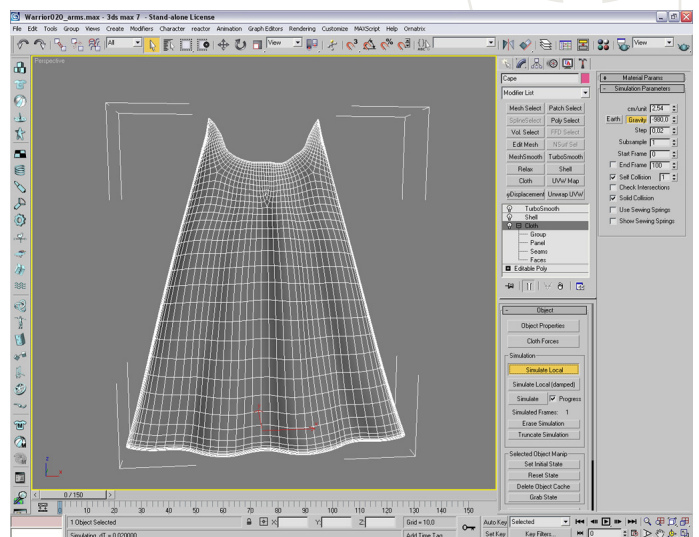 Warrior020_arms.max - 3ds max 7 - Stand-alone License
File Edit Tools Group Views Create Modifiers Character reactor Animation Graph Editors Rendering Customize MAXScript Help Ornatrix
All
View
View
Perspective
Cape
Modifier List
Mesh Select Patch Select
SplineSelect Poly Select
Vol. Select FFD Select
Edit Mesh NSurf Sel
MeshSmooth TurboSmooth
Relax Shell
Cloth UVW Map
Displacement Unwrap UVW
TurboSmooth
Shell
Cloth
Group
Panel
Seams
Faces
Editable Poly
Material Params
Simulation Parameters
cm/unit 2,54
Earth Gravity -980,0
Step 0,02
Subsample 1
Start Frame 0
End Frame 100
Self Collision 1
Check Intersections
Solid Collision
Use Sewing Springs
Show Sewing Springs
Object
Object Properties
Cloth Forces
Simulation
Simulate Local
Simulate Local (damped)
Simulate Progress
Simulated Frames: 1
Erase Simulation
Truncate Simulation
Selected Object Manip
Set Initial State
Reset State
Delete Object Cache
Grab State
z
x
0 / 150
0 10 20 30 40 50 60 70 80 90 100 110 120 130 140 150
1 Object Selected X: Y: Z: Grid = 10,0 Auto Key Selected
Simulating, dT = 0,020000 Add Time Tag Set Key Key Filters... 0